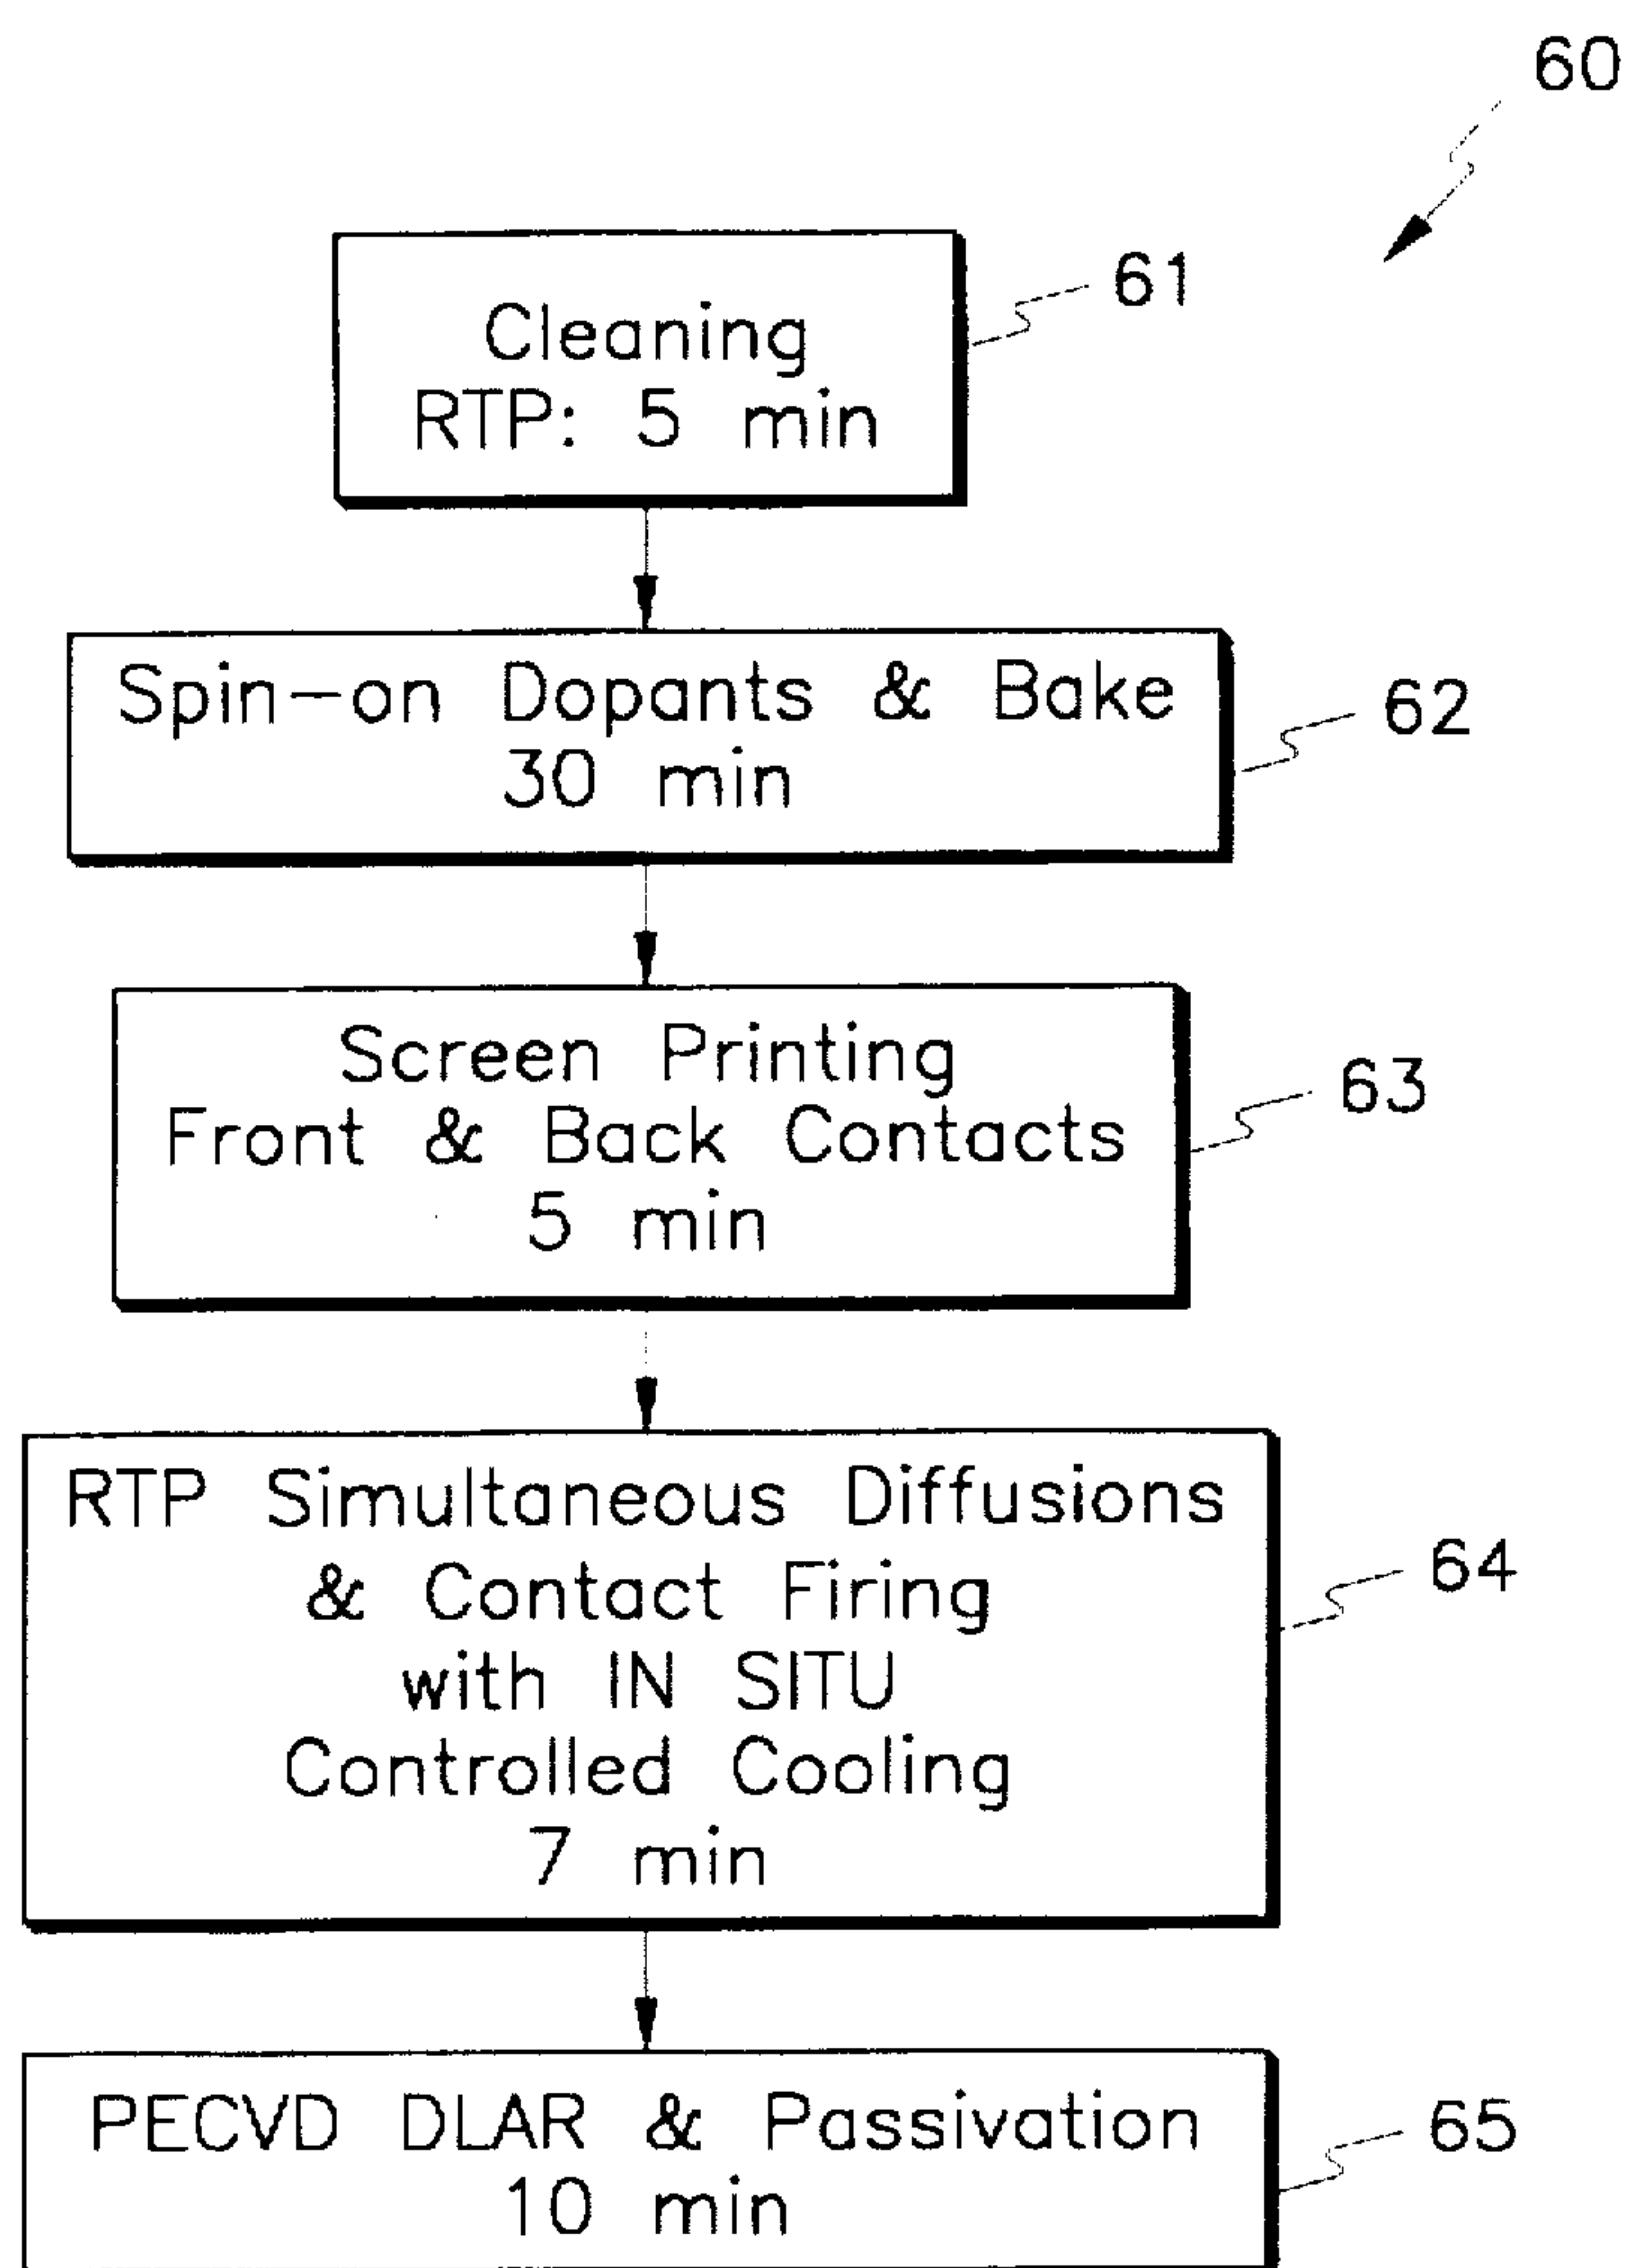 60
Cleaning
RTP: 5 min
61
Spin-on Dopants & Bake
30 min
62
Screen Printing
Front & Back Contacts
5 min
63
RTP Simultaneous Diffusions
& Contact Firing
with IN SITU
Controlled Cooling
7 min
64
PECVD DLAR & Passivation
10 min
65